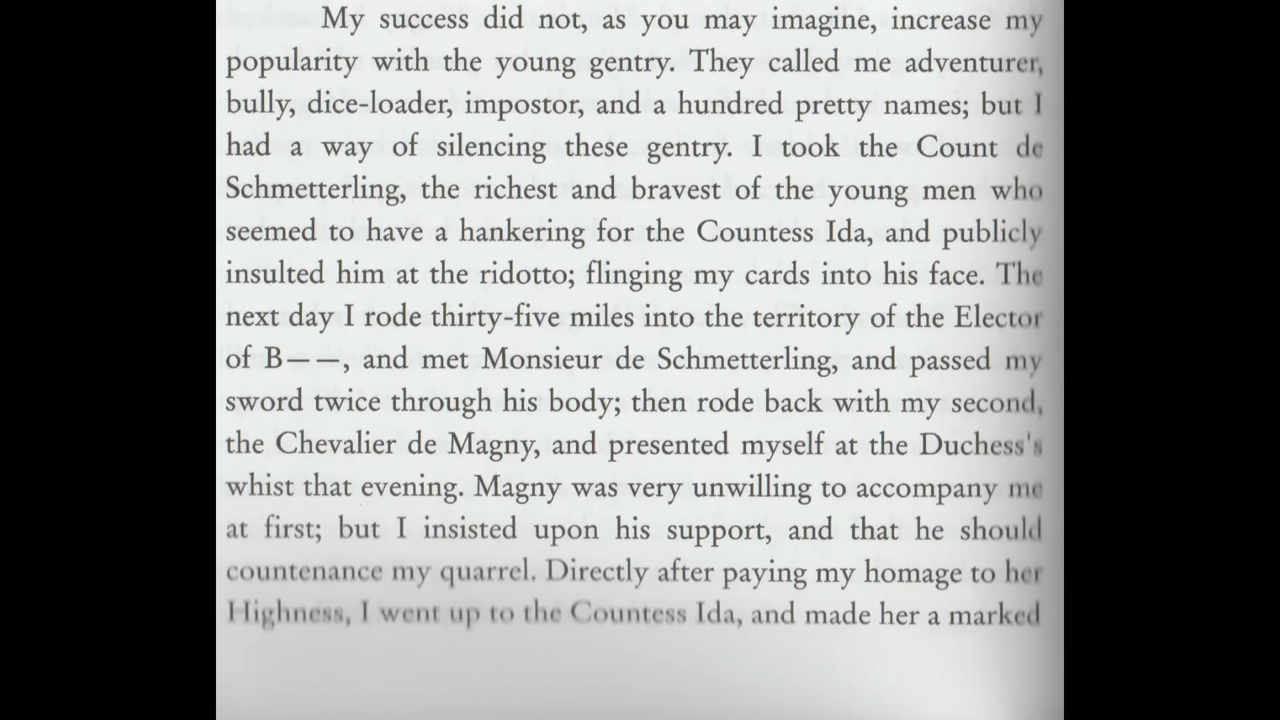 My success did not, as you may imagine, increase my
popularity with the young gentry. They called me adventurer,
bully, dice-loader, impostor, and a hundred pretty names; but I
had a way of silencing these gentry. I took the Count de
Schmetterling, the richest and bravest of the young men who
seemed to have a hankering for the Countess Ida, and publicly
insulted him at the ridotto; flinging my cards into his face. The
next day I rode thirty-five miles into the territory of the Elector
of B— —, and met Monsieur de Schmetterling, and passed my
sword twice through his body; then rode back with my second,
the Chevalier de Magny, and presented myself at the Duchess's
whist that evening. Magny was very unwilling to accompany me
at first; but I insisted upon his support, and that he should
countenance my quarrel. Directly after paying my homage to her
Highness, I went up to the Countess Ida, and made her a marked